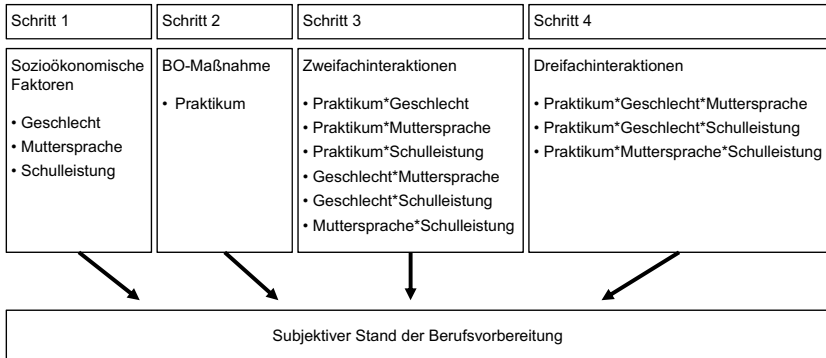 Schritt 1
Schritt 2
Schritt 3
Schritt 4
Sozioökonomische
Faktoren
• Geschlecht
• Muttersprache
• Schulleistung
BO-Maßnahme
• Praktikum
Zweifachinteraktionen
• Praktikum*Geschlecht
• Praktikum*Muttersprache
• Praktikum*Schulleistung
• Geschlecht*Muttersprache
• Geschlecht*Schulleistung
• Muttersprache*Schulleistung
Dreifachinteraktionen
• Praktikum*Geschlecht*Muttersprache
• Praktikum*Geschlecht*Schulleistung
• Praktikum*Muttersprache*Schulleistung
Subjektiver Stand der Berufsvorbereitung